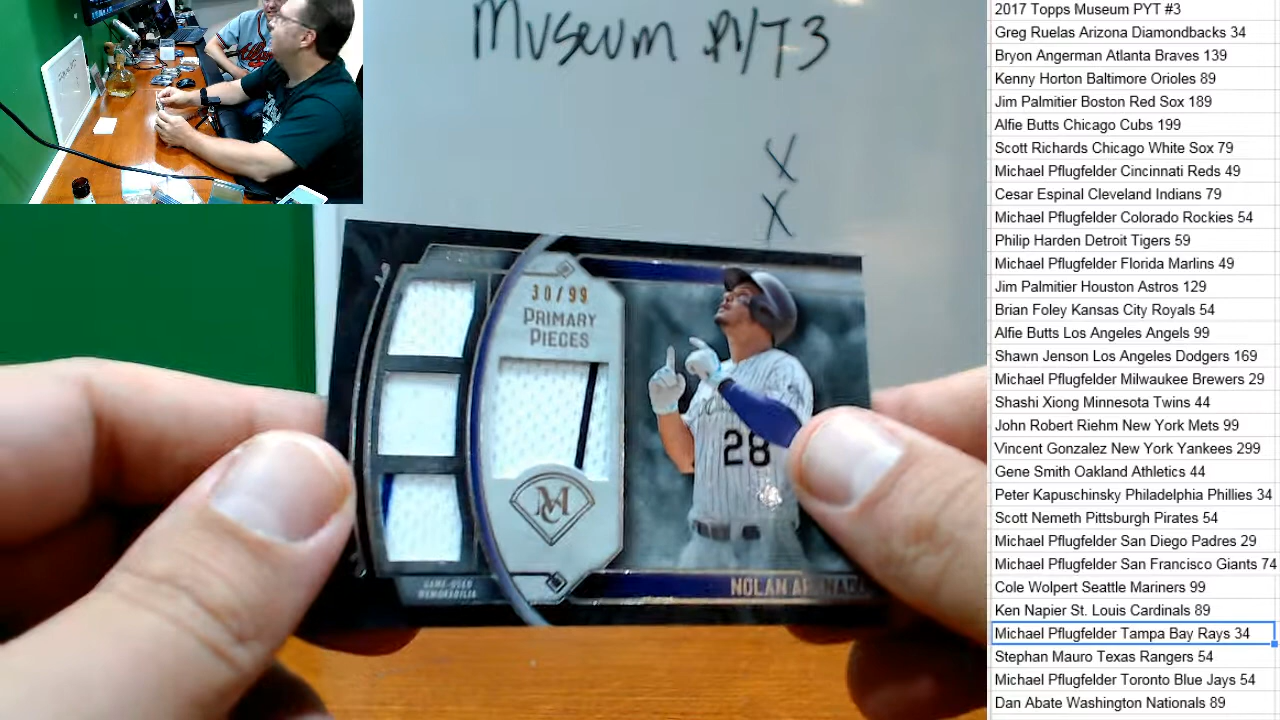 Museum PYT3
X
X
30/99
PRIMARY
PIECES
MC
GAME-USED
MEMORABILIA
28
NOLAN ARENADO
2017 Topps Museum PYT #3
Greg Ruelas Arizona Diamondbacks 34
Bryon Angerman Atlanta Braves 139
Kenny Horton Baltimore Orioles 89
Jim Palmitier Boston Red Sox 189
Alfie Butts Chicago Cubs 199
Scott Richards Chicago White Sox 79
Michael Pflugfelder Cincinnati Reds 49
Cesar Espinal Cleveland Indians 79
Michael Pflugfelder Colorado Rockies 54
Philip Harden Detroit Tigers 59
Michael Pflugfelder Florida Marlins 49
Jim Palmitier Houston Astros 129
Brian Foley Kansas City Royals 54
Alfie Butts Los Angeles Angels 99
Shawn Jenson Los Angeles Dodgers 169
Michael Pflugfelder Milwaukee Brewers 29
Shashi Xiong Minnesota Twins 44
John Robert Riehm New York Mets 99
Vincent Gonzalez New York Yankees 299
Gene Smith Oakland Athletics 44
Peter Kapuschinsky Philadelphia Phillies 34
Scott Nemeth Pittsburgh Pirates 54
Michael Pflugfelder San Diego Padres 29
Michael Pflugfelder San Francisco Giants 74
Cole Wolpert Seattle Mariners 99
Ken Napier St. Louis Cardinals 89
Michael Pflugfelder Tampa Bay Rays 34
Stephan Mauro Texas Rangers 54
Michael Pflugfelder Toronto Blue Jays 54
Dan Abate Washington Nationals 89